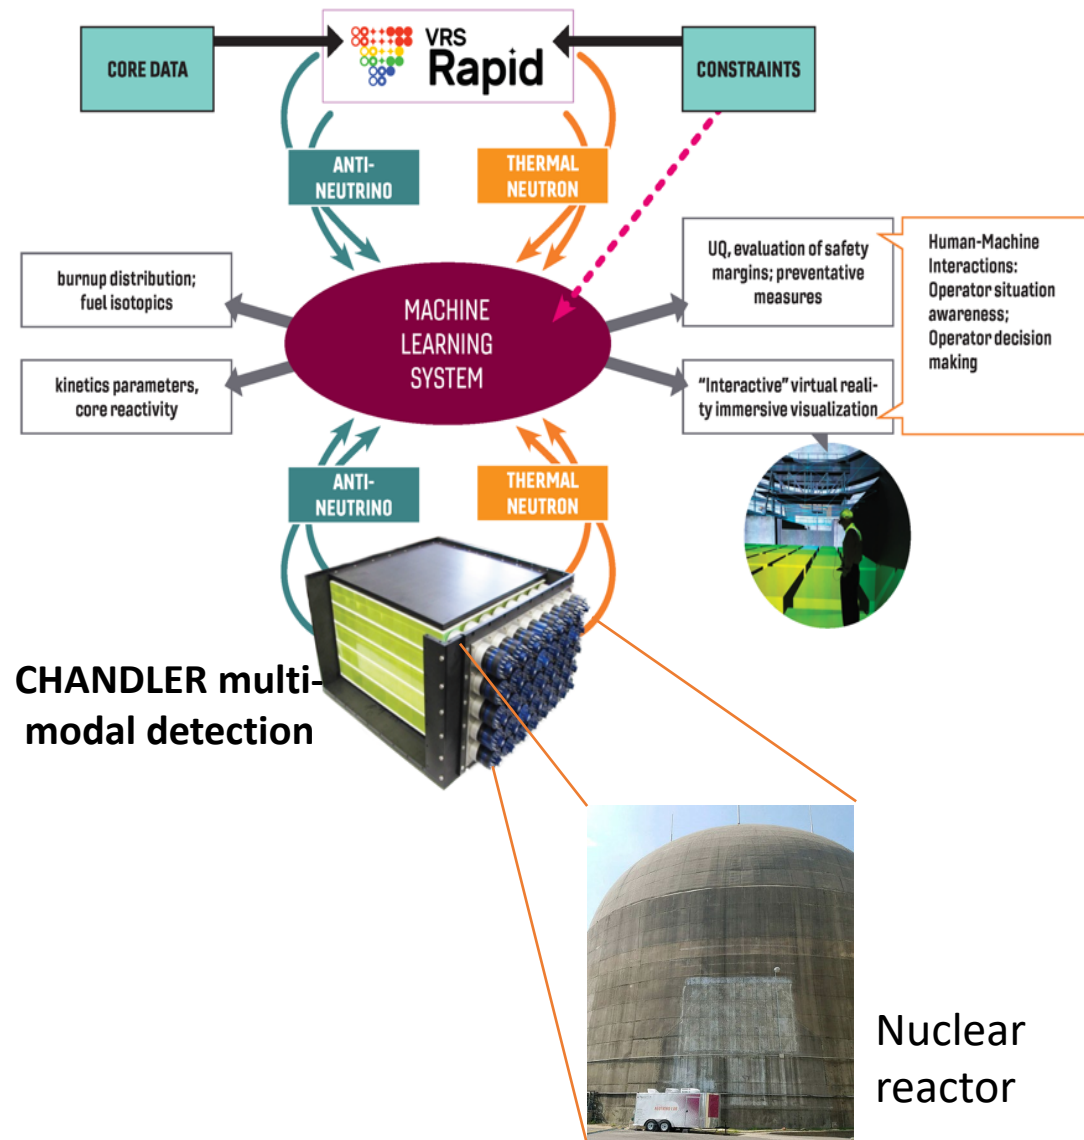 CORE DATA
VRS
Rapid
CONSTRAINTS
ANTI-
NEUTRINO
THERMAL
NEUTRON
burnup distribution;
fuel isotopics
kinetics parameters,
core reactivity
MACHINE
LEARNING
SYSTEM
UQ, evaluation of safety
margins; preventative
measures
"Interactive" virtual reali-
ty immersive visualization
Human-Machine
Interactions:
Operator situation
awareness;
Operator decision
making
ANTI-
NEUTRINO
THERMAL
NEUTRON
CHANDLER multi-
modal detection
Nuclear
reactor